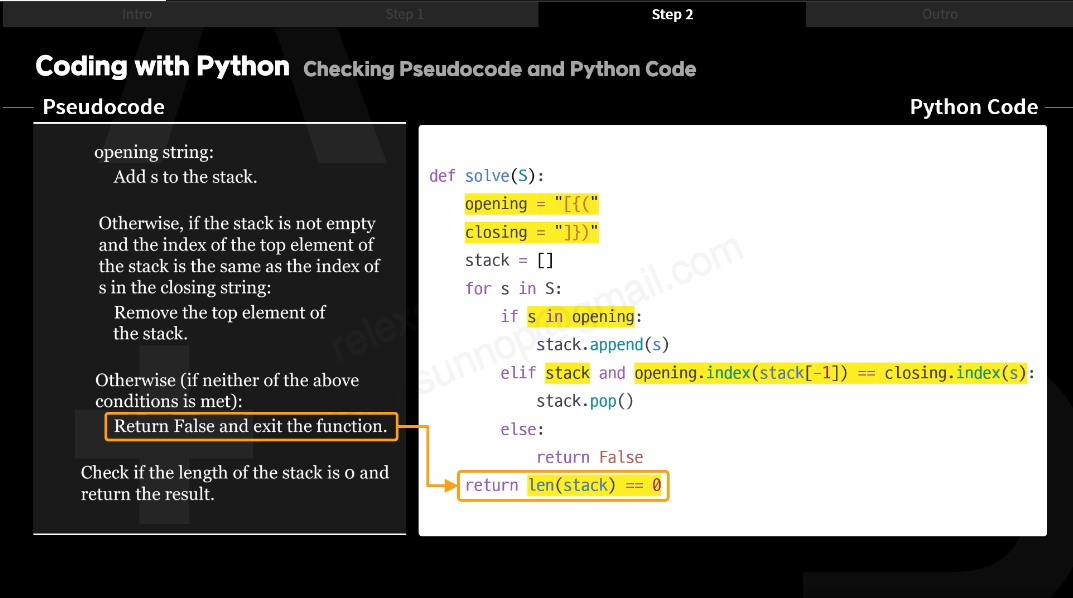 Intro
Step 1
Step 2
Outro
Coding with Python Checking Pseudocode and Python Code
Pseudocode
Python Code
opening string:
Add s to the stack.
Otherwise, if the stack is not empty
and the index of the top element of
the stack is the same as the index of
s in the closing string:
Remove the top element of
the stack.
Otherwise (if neither of the above
conditions is met):
Return False and exit the function.
Check if the length of the stack is 0 and
return the result.
def solve(S):
opening = "[{("
closing = "]})"
stack = []
for s in S:
if s in opening:
stack.append(s)
elif stack and opening.index(stack[-1]) == closing.index(s):
stack.pop()
else:
return False
return len(stack) == 0